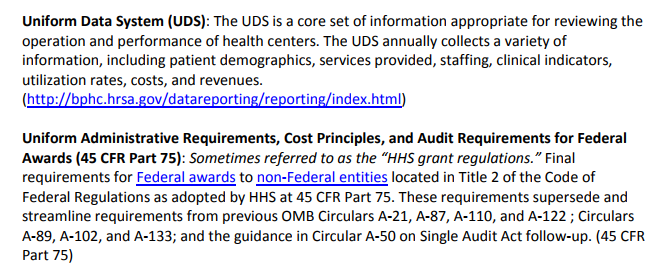 Uniform Data System (UDS): The UDS is a core set of information appropriate for reviewing the
operation and performance of health centers. The UDS annually collects a variety of
information, including patient demographics, services provided, staffing, clinical indicators,
utilization rates, costs, and revenues.
(http://bphc.hrsa.gov/datareporting/reporting/index.html)
Uniform Administrative Requirements, Cost Principles, and Audit Requirements for Federal
Awards (45 CFR Part 75): Sometimes referred to as the “HHS grant regulations.” Final
requirements for Federal awards to non-Federal entities located in Title 2 of the Code of
Federal Regulations as adopted by HHS at 45 CFR Part 75. These requirements supersede and
streamline requirements from previous OMB Circulars A-21, A-87, A-110, and A-122 ; Circulars
A-89, A-102, and A-133; and the guidance in Circular A-50 on Single Audit Act follow-up. (45 CFR
Part 75)